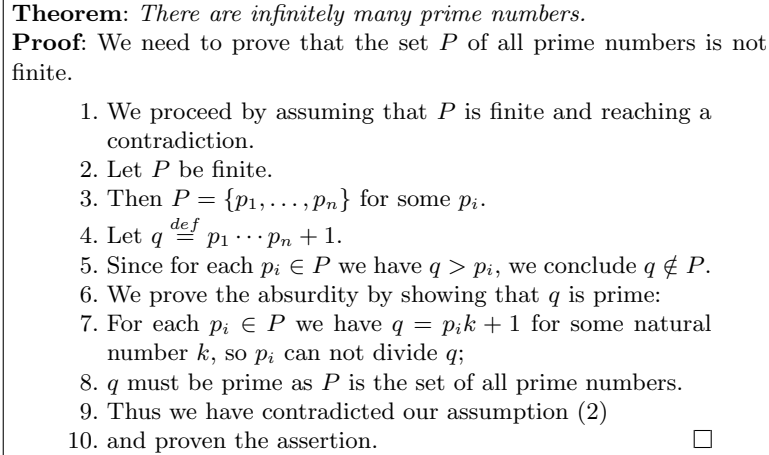 Theorem: There are infinitely many prime numbers.
Proof: We need to prove that the set P of all prime numbers is not
finite.
1. We proceed by assuming that P is finite and reaching a
contradiction.
2. Let P be finite.
3. Then P = {p₁, . . . , pₙ} for some pᵢ.
4. Let q \stackrel{def}{=} p₁ · · · pₙ + 1.
5. Since for each pᵢ ∈ P we have q > pᵢ, we conclude q ∉ P.
6. We prove the absurdity by showing that q is prime:
7. For each pᵢ ∈ P we have q = pᵢk + 1 for some natural
number k, so pᵢ can not divide q;
8. q must be prime as P is the set of all prime numbers.
9. Thus we have contradicted our assumption (2)
10. and proven the assertion. □